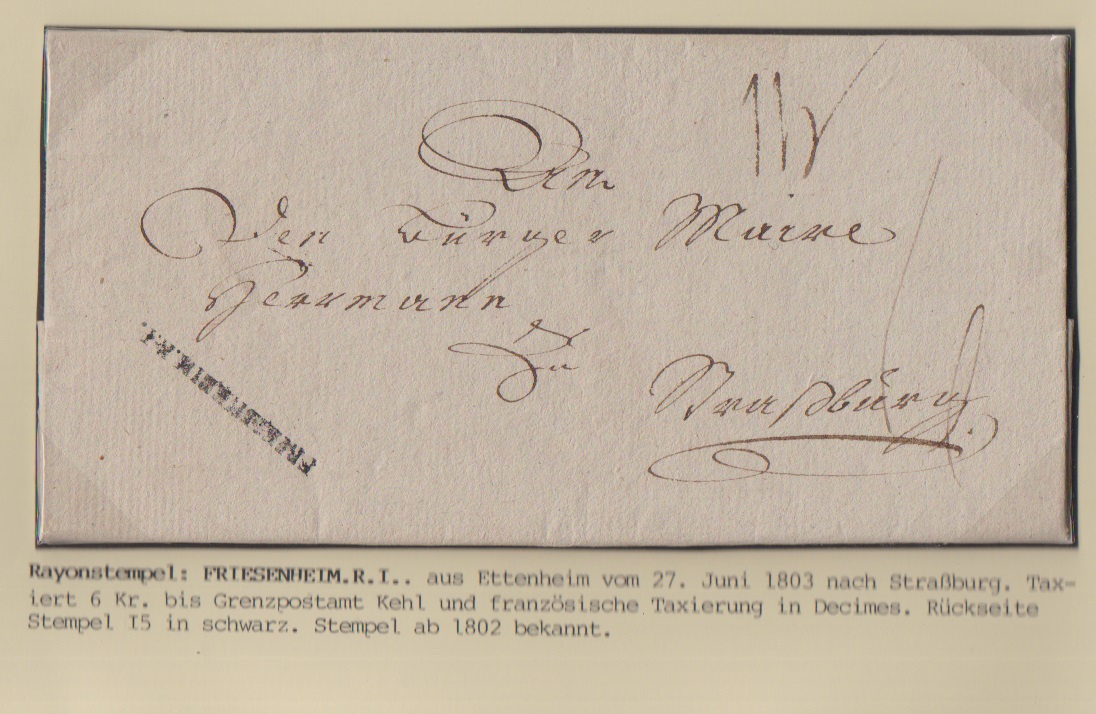 Dem
Den Bürger Maire
Herrmann
Zu
Straßburg.
FRIESENHEIM.R.I.
Rayonstempel: FRIESENHEIM.R.I.. aus Ettenheim vom 27. Juni 1803 nach Straßburg. Tax-
iert 6 Kr. bis Grenzpostamt Kehl und französische Taxierung in Decimes. Rückseite
Stempel I5 in schwarz. Stempel ab 1802 bekannt.